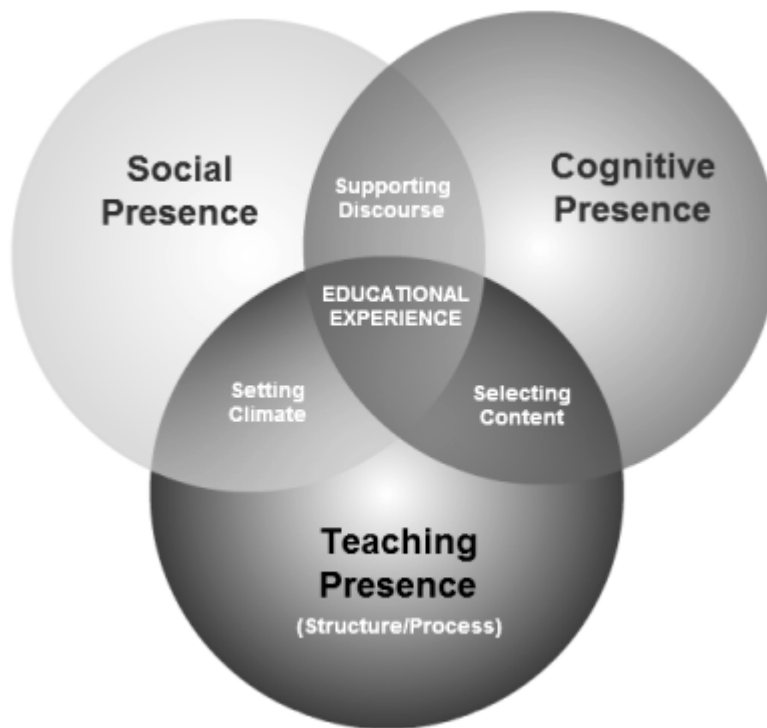 Social
Presence
Cognitive
Presence
Supporting
Discourse
EDUCATIONAL
EXPERIENCE
Setting
Climate
Selecting
Content
Teaching
Presence
(Structure/Process)